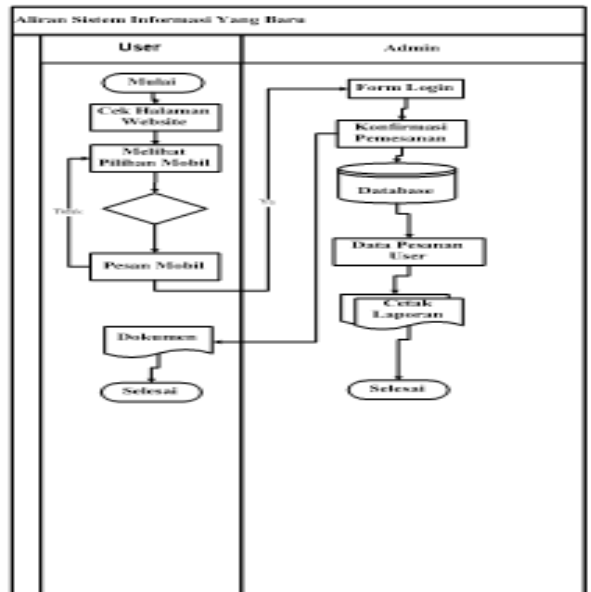 Aliran Sistem Informasi Yang Baru
User
Admin
Mulai
Cek Halaman
Website
Melihat
Pilihan Mobil
Tidak
Ya
Pesan Mobil
Dokumen
Selesai
Form Login
Konfirmasi
Pemesanan
Database
Data Pesanan
User
Cetak
Laporan
Selesai